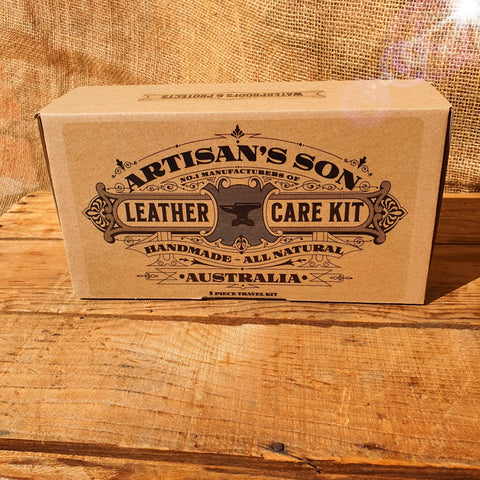 WATERPROOFS & PROTECTS
ARTISAN'S SON
NO.1 MANUFACTURERS OF
LEATHER CARE KIT
HANDMADE - ALL NATURAL
• AUSTRALIA •
5 PIECE TRAVEL KIT